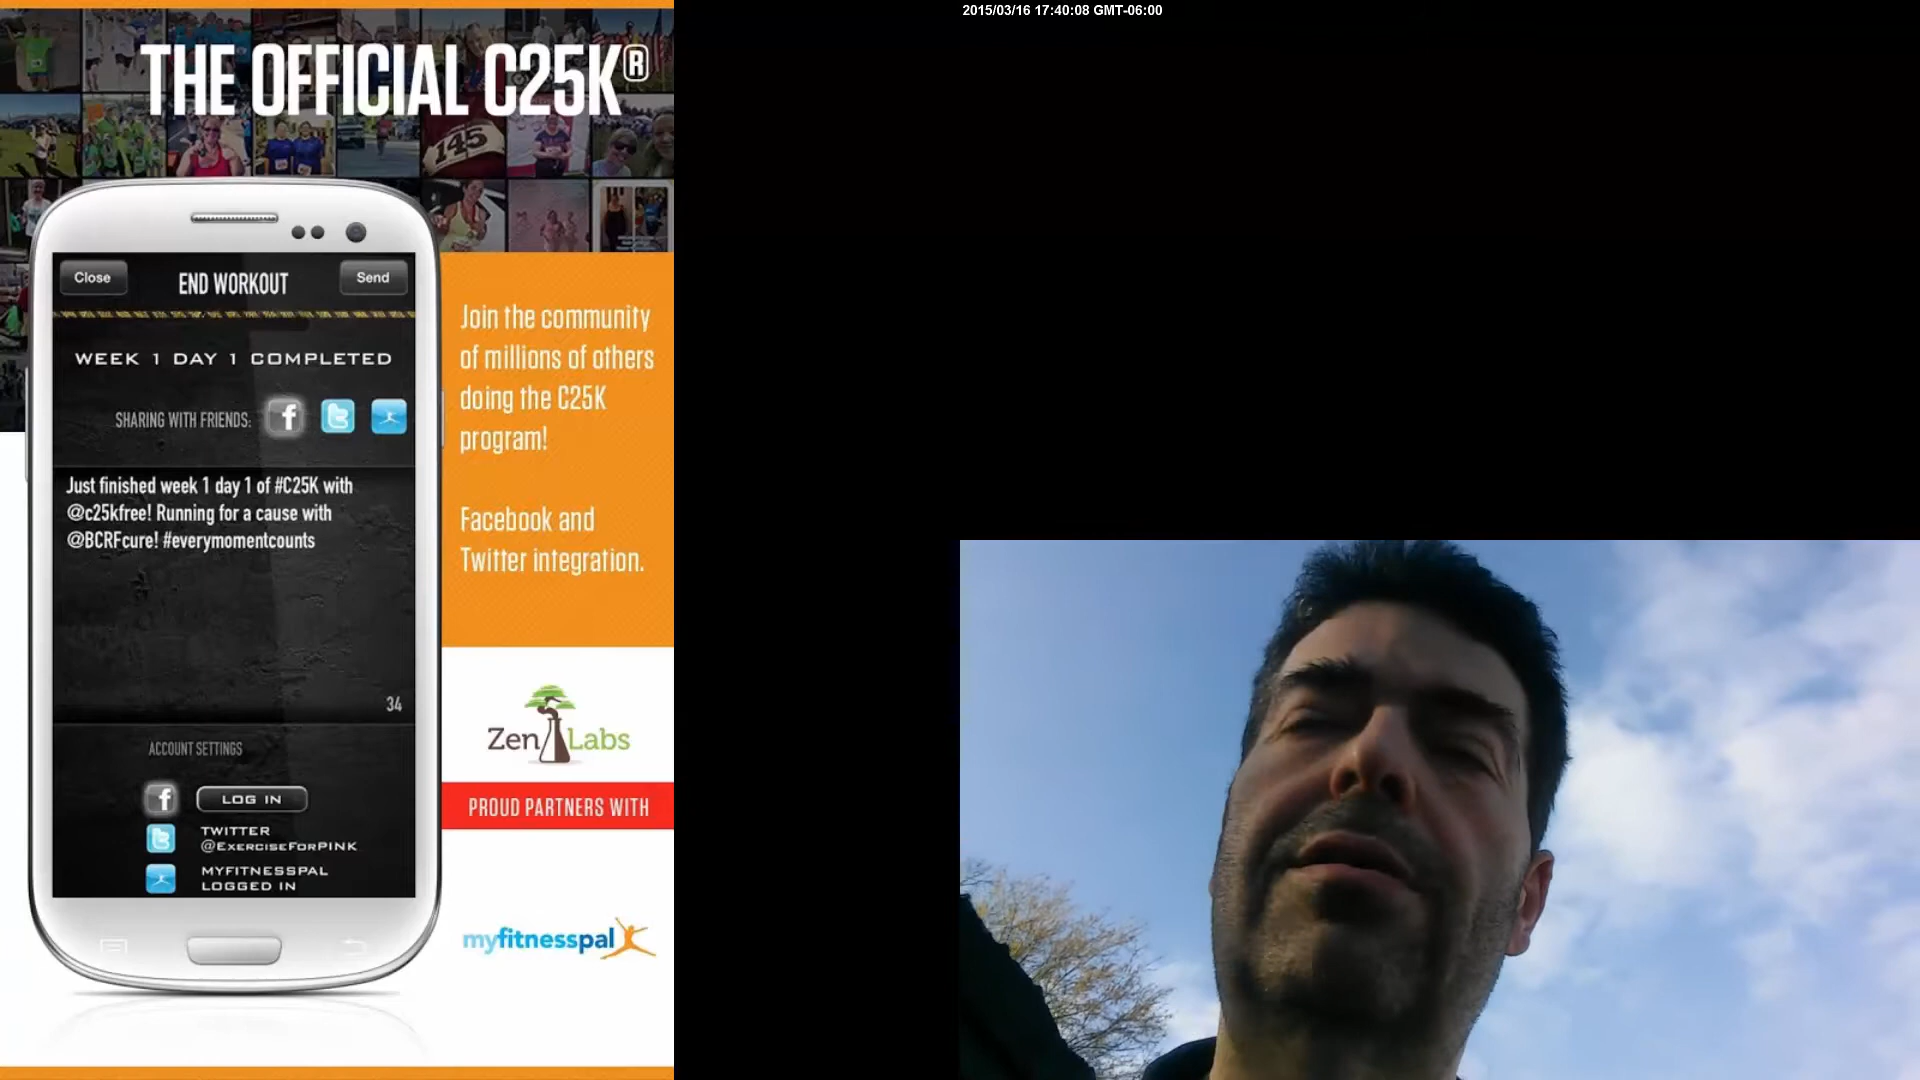 2015/03/16 17:40:08 GMT-06:00
THE OFFICIAL C25K®
145
Close
END WORKOUT
Send
WEEK 1 DAY 1 COMPLETED
SHARING WITH FRIENDS:
Just finished week 1 day 1 of #C25K with
@c25kfree! Running for a cause with
@BCRFcure! #everymomentcounts
34
ACCOUNT SETTINGS
LOG IN
TWITTER
@EXERCISEFORPINK
MYFITNESSPAL
LOGGED IN
Join the community
of millions of others
doing the C25K
program!
Facebook and
Twitter integration.
Zen Labs
PROUD PARTNERS WITH
myfitnesspal